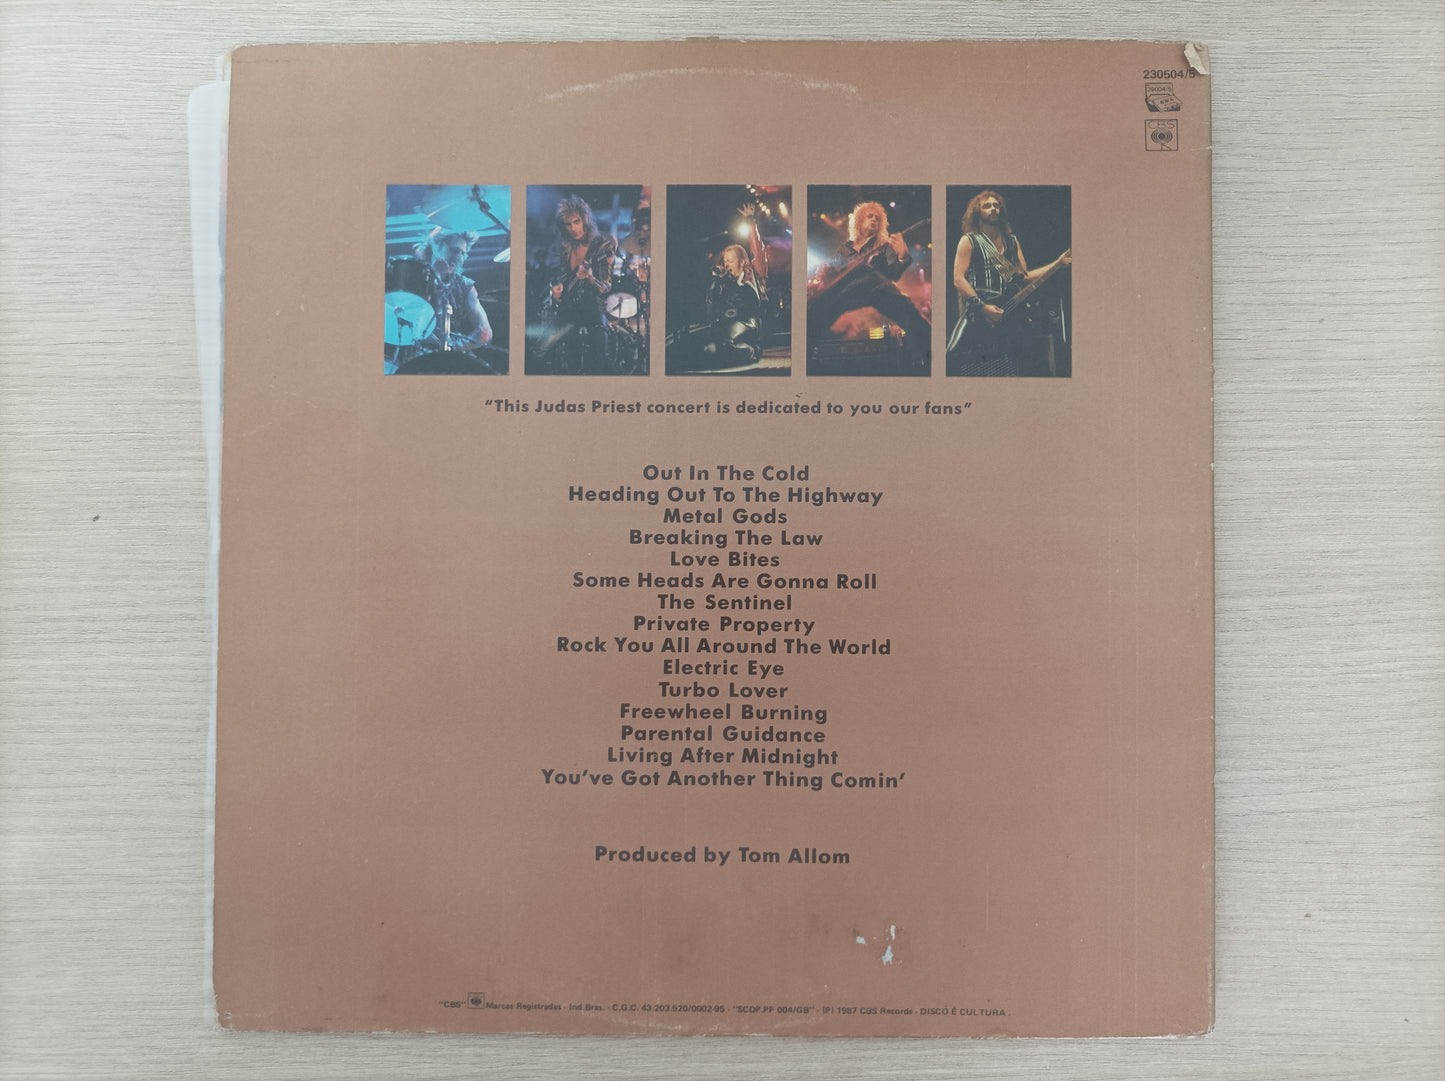 230504/5
39004/5
CBS
"This Judas Priest concert is dedicated to you our fans"
Out In The Cold
Heading Out To The Highway
Metal Gods
Breaking The Law
Love Bites
Some Heads Are Gonna Roll
The Sentinel
Private Property
Rock You All Around The World
Electric Eye
Turbo Lover
Freewheel Burning
Parental Guidance
Living After Midnight
You've Got Another Thing Comin'
Produced by Tom Allom
"CBS" Marcas Registradas - Ind.Bras. - C.G.C. 43.203.520/0002-95 - "SCDP.PF 004/GB" - (P) 1987 CBS Records - DISCO É CULTURA.